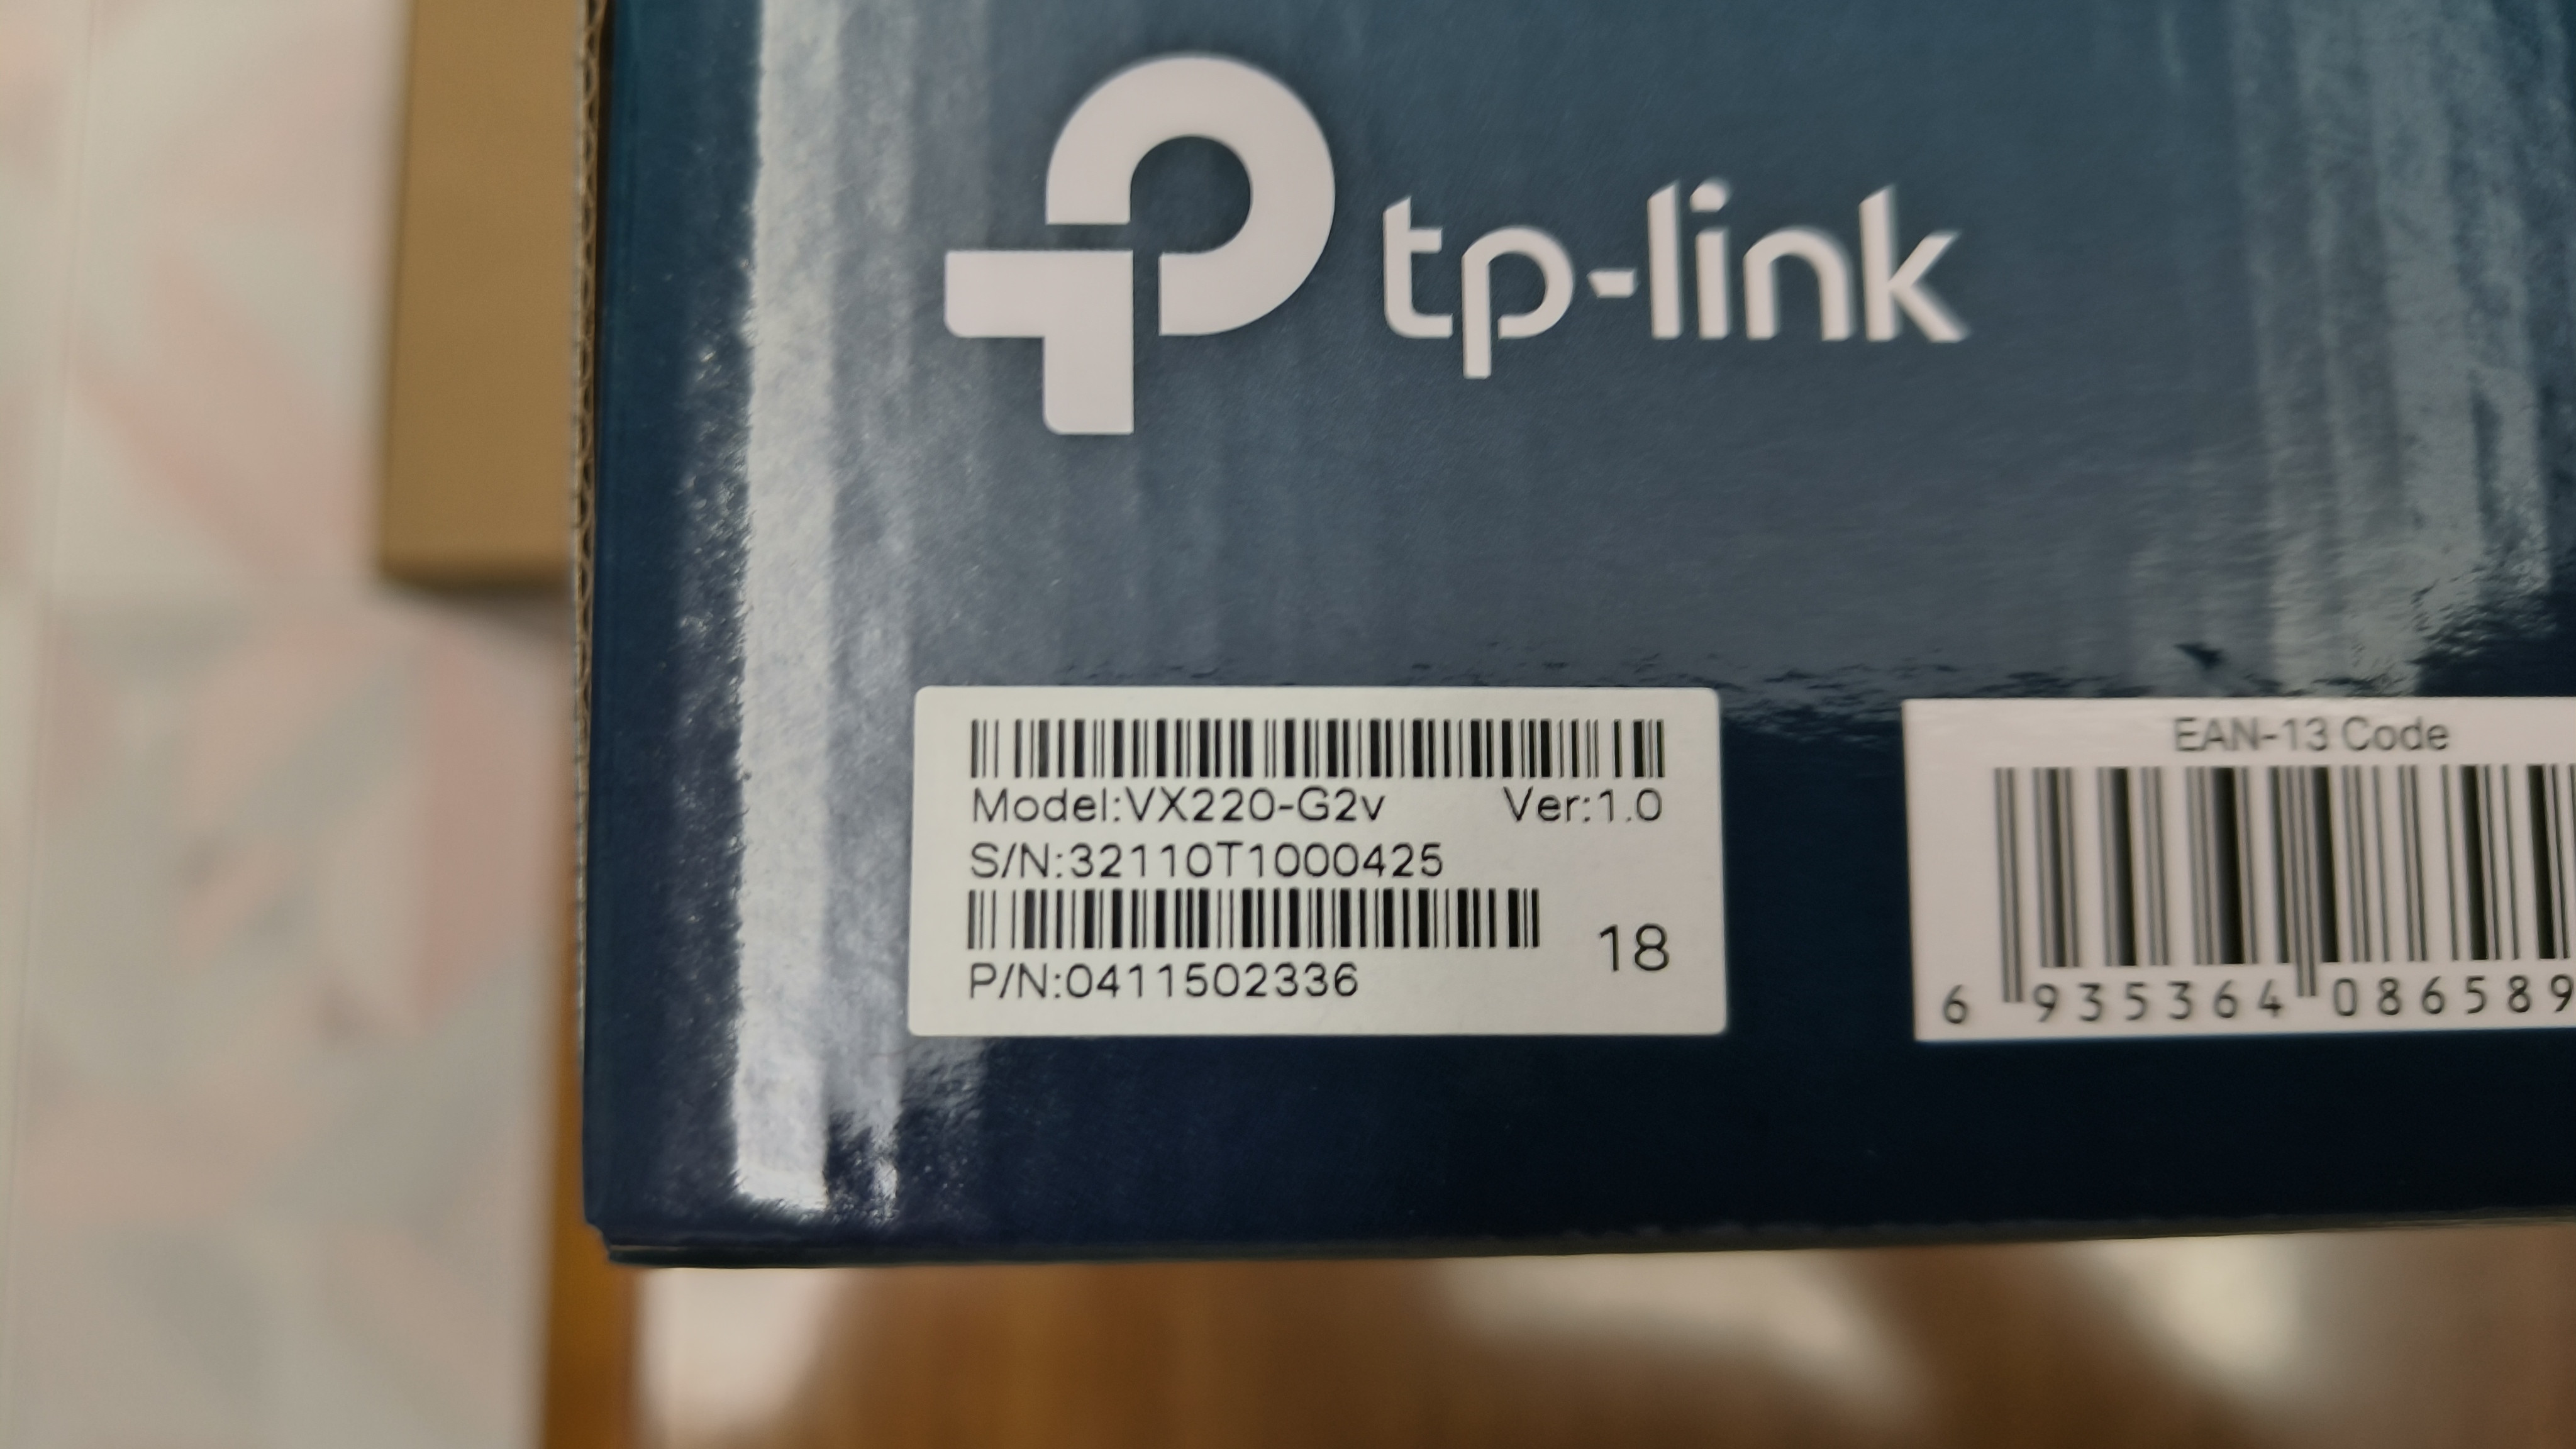 tp-link
Model:VX220-G2v Ver:1.0
S/N:32110T1000425
18
P/N:0411502336
EAN-13 Code
6 935364 086589